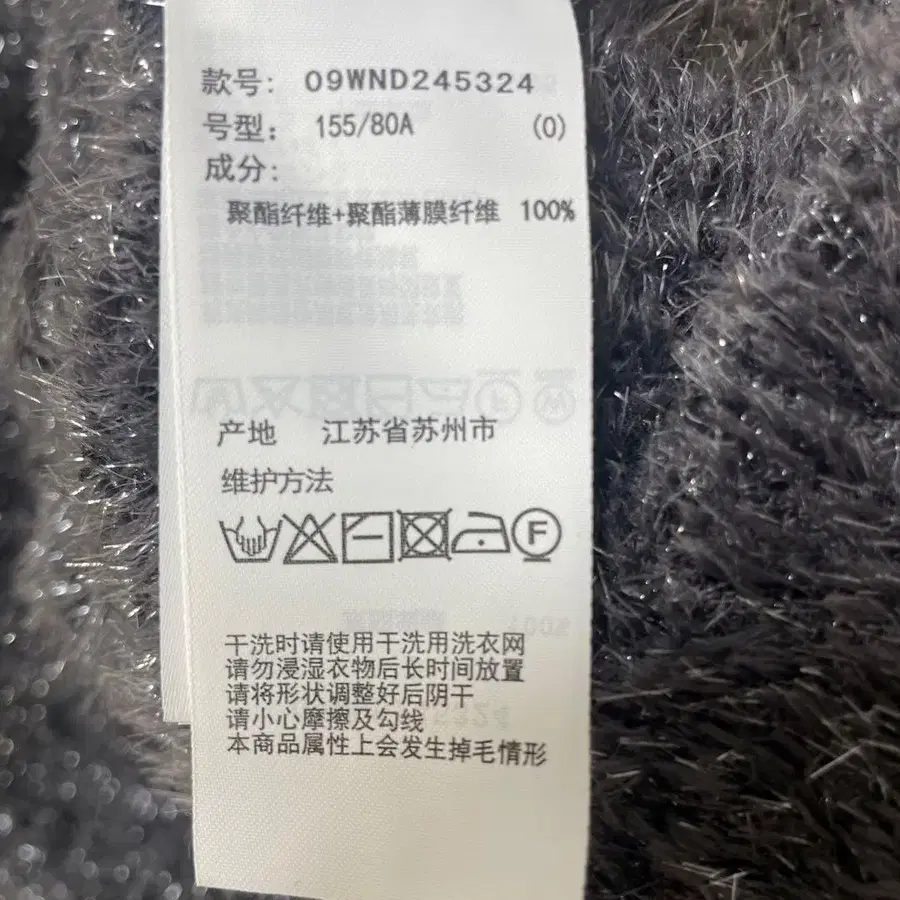 款号: 09WND245324
号型: 155/80A (0)
成分:
聚酯纤维+聚酯薄膜纤维 100%
产地 江苏省苏州市
维护方法
F
干洗时请使用干洗用洗衣网
请勿浸湿衣物后长时间放置
请将形状调整好后阴干
请小心摩擦及勾线
本商品属性上会发生掉毛情形